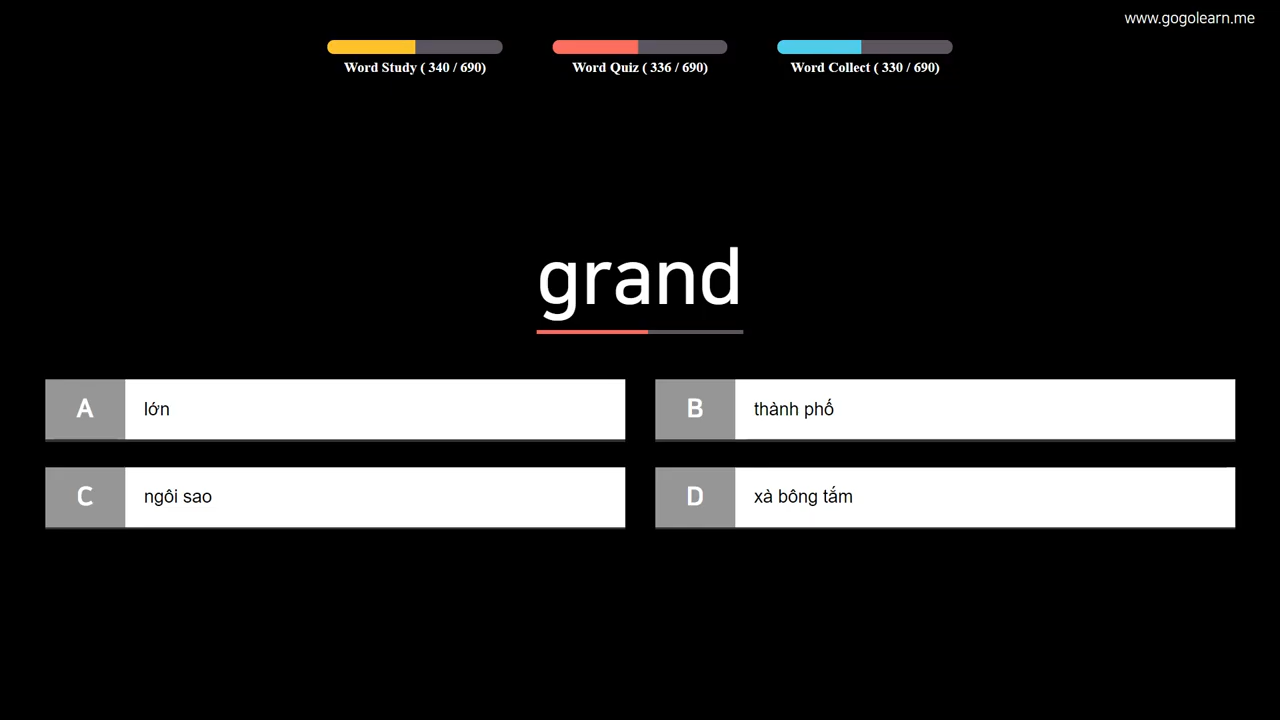 www.gogolearn.me
Word Study ( 340 / 690)
Word Quiz ( 336 / 690)
Word Collect ( 330 / 690)
grand
A lớn
B thành phố
C ngôi sao
D xà bông tắm